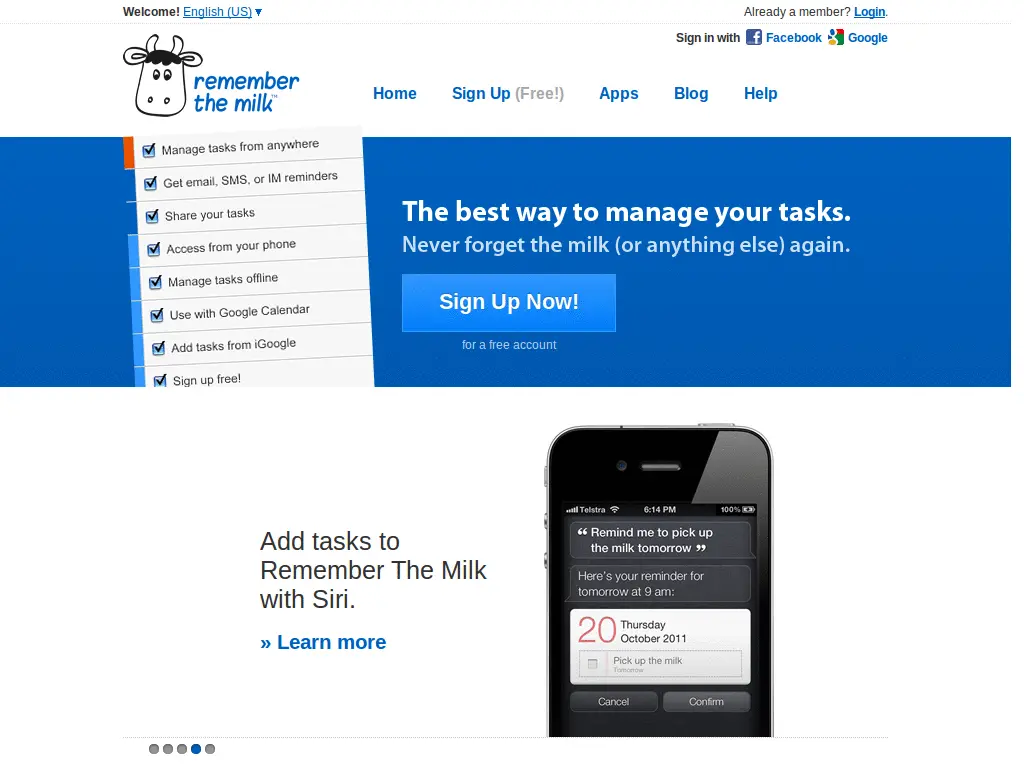 Welcome! English (US) ▾
Already a member? Login.
Sign in with Facebook Google
remember
the milk™
Home
Sign Up (Free!)
Apps
Blog
Help
Manage tasks from anywhere
Get email, SMS, or IM reminders
Share your tasks
Access from your phone
Manage tasks offline
Use with Google Calendar
Add tasks from iGoogle
Sign up free!
The best way to manage your tasks.
Never forget the milk (or anything else) again.
Sign Up Now!
for a free account
Add tasks to
Remember The Milk
with Siri.
» Learn more
Telstra 6:14 PM 100%
“ Remind me to pick up
the milk tomorrow ”
Here's your reminder for
tomorrow at 9 am:
20 Thursday
October 2011
Pick up the milk
Tomorrow
Cancel
Confirm